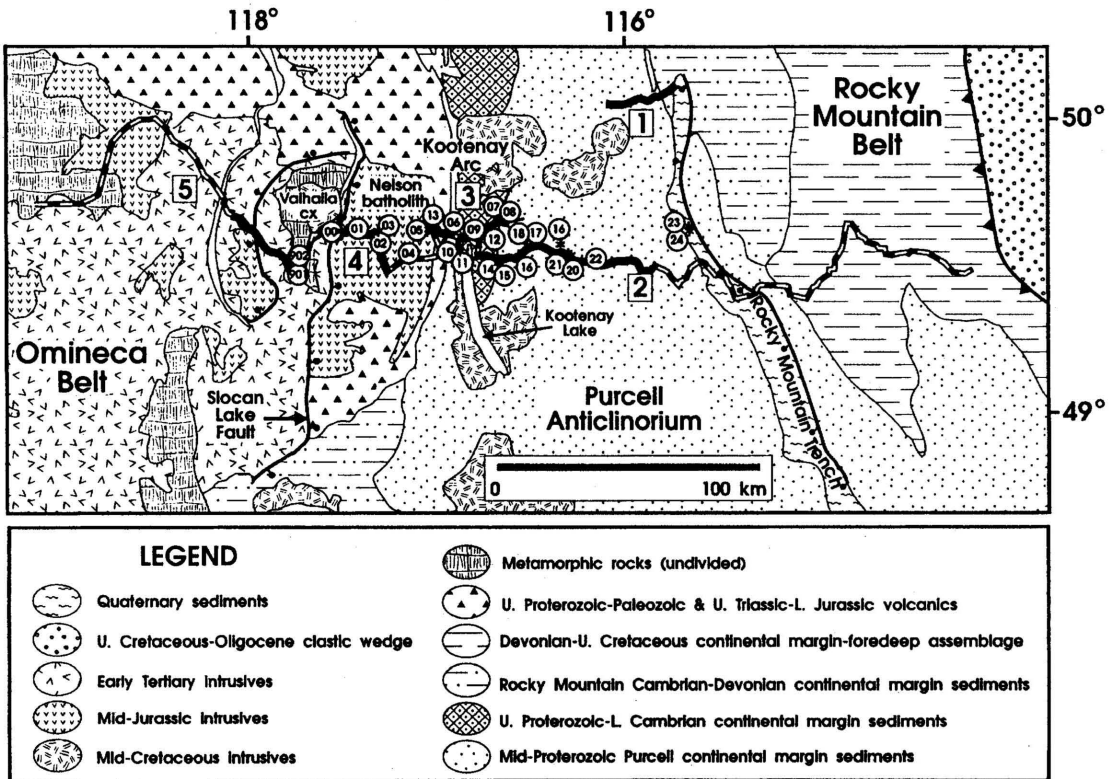 118°
116°
50°
49°
Rocky
Mountain
Belt
1
Kootenay
Arc
3
5
Valhalla
cx
Nelson
batholith
13
06
09
07
08
00
01
03
02
05
12
18
17
16
23
24
002
001
4
04
10
11
14
15
16
21
20
22
2
Kootenay
Lake
Omineca
Belt
Slocan
Lake
Fault
Purcell
Anticlinorium
Rocky Mountain Trench
0
100 km
LEGEND
Quaternary sediments
U. Cretaceous-Oligocene clastic wedge
Early Tertiary intrusives
Mid-Jurassic intrusives
Mid-Cretaceous intrusives
Metamorphic rocks (undivided)
U. Proterozoic-Paleozoic & U. Triassic-L. Jurassic volcanics
Devonian-U. Cretaceous continental margin-foredeep assemblage
Rocky Mountain Cambrian-Devonian continental margin sediments
U. Proterozoic-L. Cambrian continental margin sediments
Mid-Proterozoic Purcell continental margin sediments